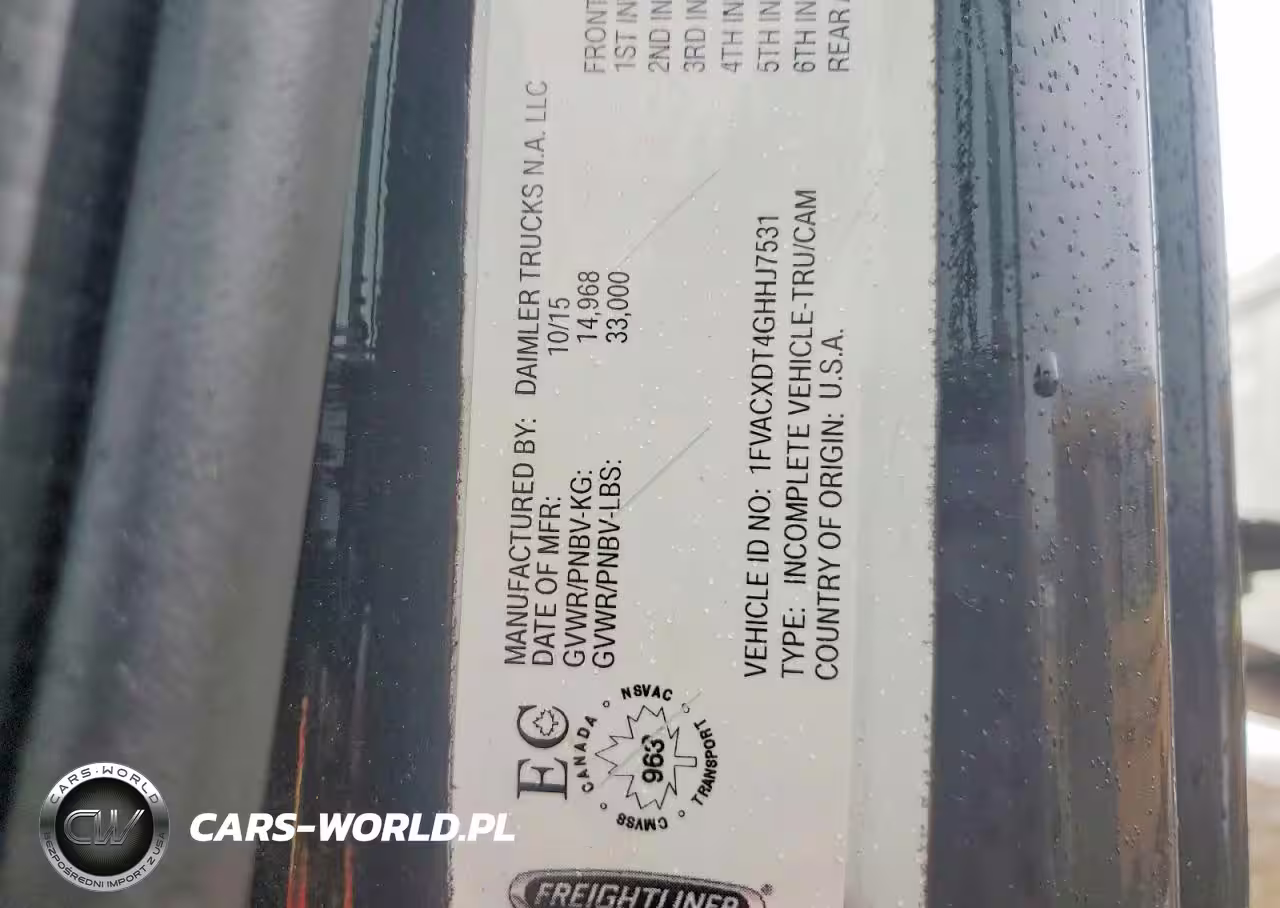 FREIGHTLINER
EC
CANADA
NSVAC
963
CMVSS
TRANSPORT
MANUFACTURED BY: DAIMLER TRUCKS N.A. LLC
DATE OF MFR: 10/15
GVWR/PNBV-KG: 14,968
GVWR/PNBV-LBS: 33,000
VEHICLE ID NO: 1FVACXDT4GHHJ7531
TYPE: INCOMPLETE VEHICLE-TRU/CAM
COUNTRY OF ORIGIN: U.S.A.
FRONT
1ST IN
2ND IN
3RD IN
4TH IN
5TH IN
6TH IN
REAR
CARS-WORLD
CW
BEZPOŚREDNI IMPORT Z USA
CARS-WORLD.PL